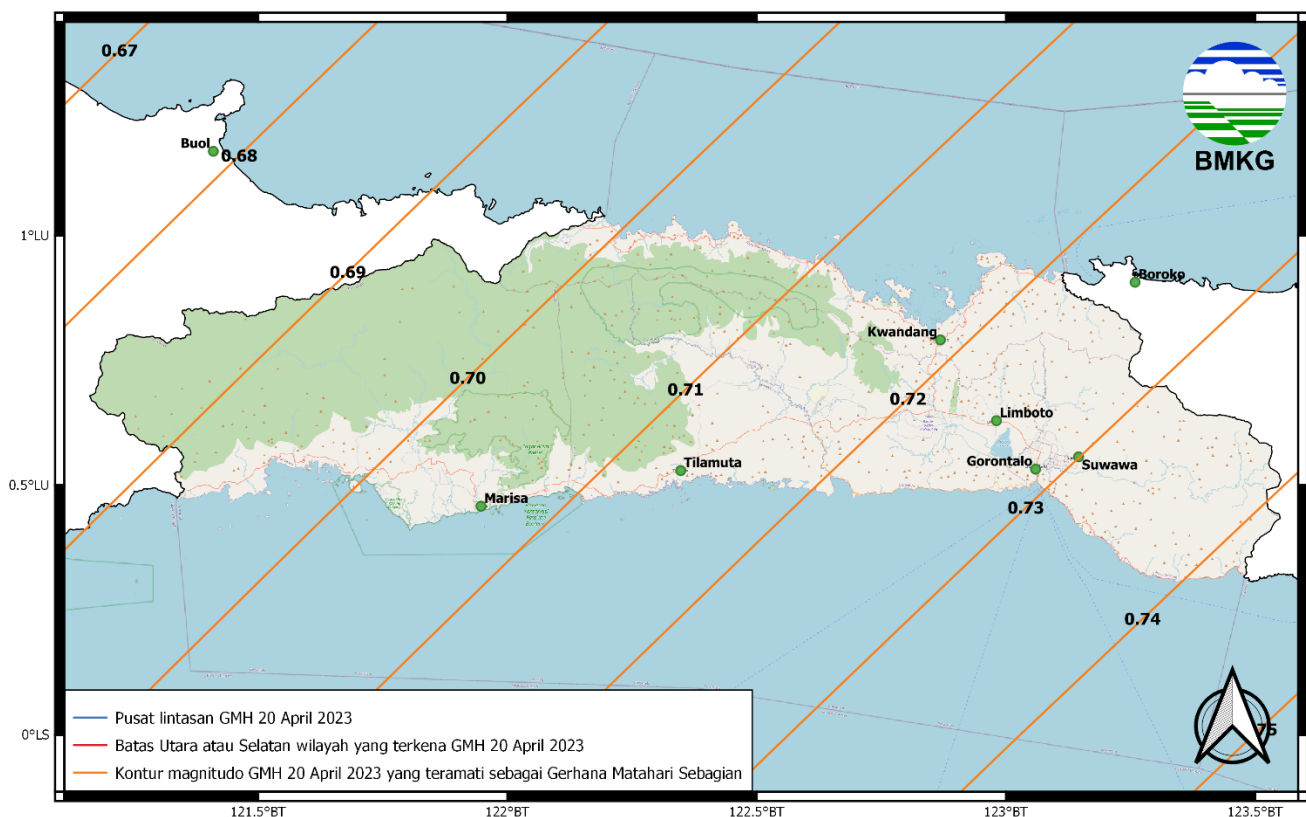 0.67
BMKG
Buol
0.68
1°LU
0.69
Boroko
Kwandang
0.70
0.71
0.72
Limboto
Tilamuta
Gorontalo
Suwawa
0.5°LU
Marisa
0.73
0.74
Pusat lintasan GMH 20 April 2023
Batas Utara atau Selatan wilayah yang terkena GMH 20 April 2023
Kontur magnitudo GMH 20 April 2023 yang teramati sebagai Gerhana Matahari Sebagian
0°LS
75
121.5°BT
122°BT
122.5°BT
123°BT
123.5°BT